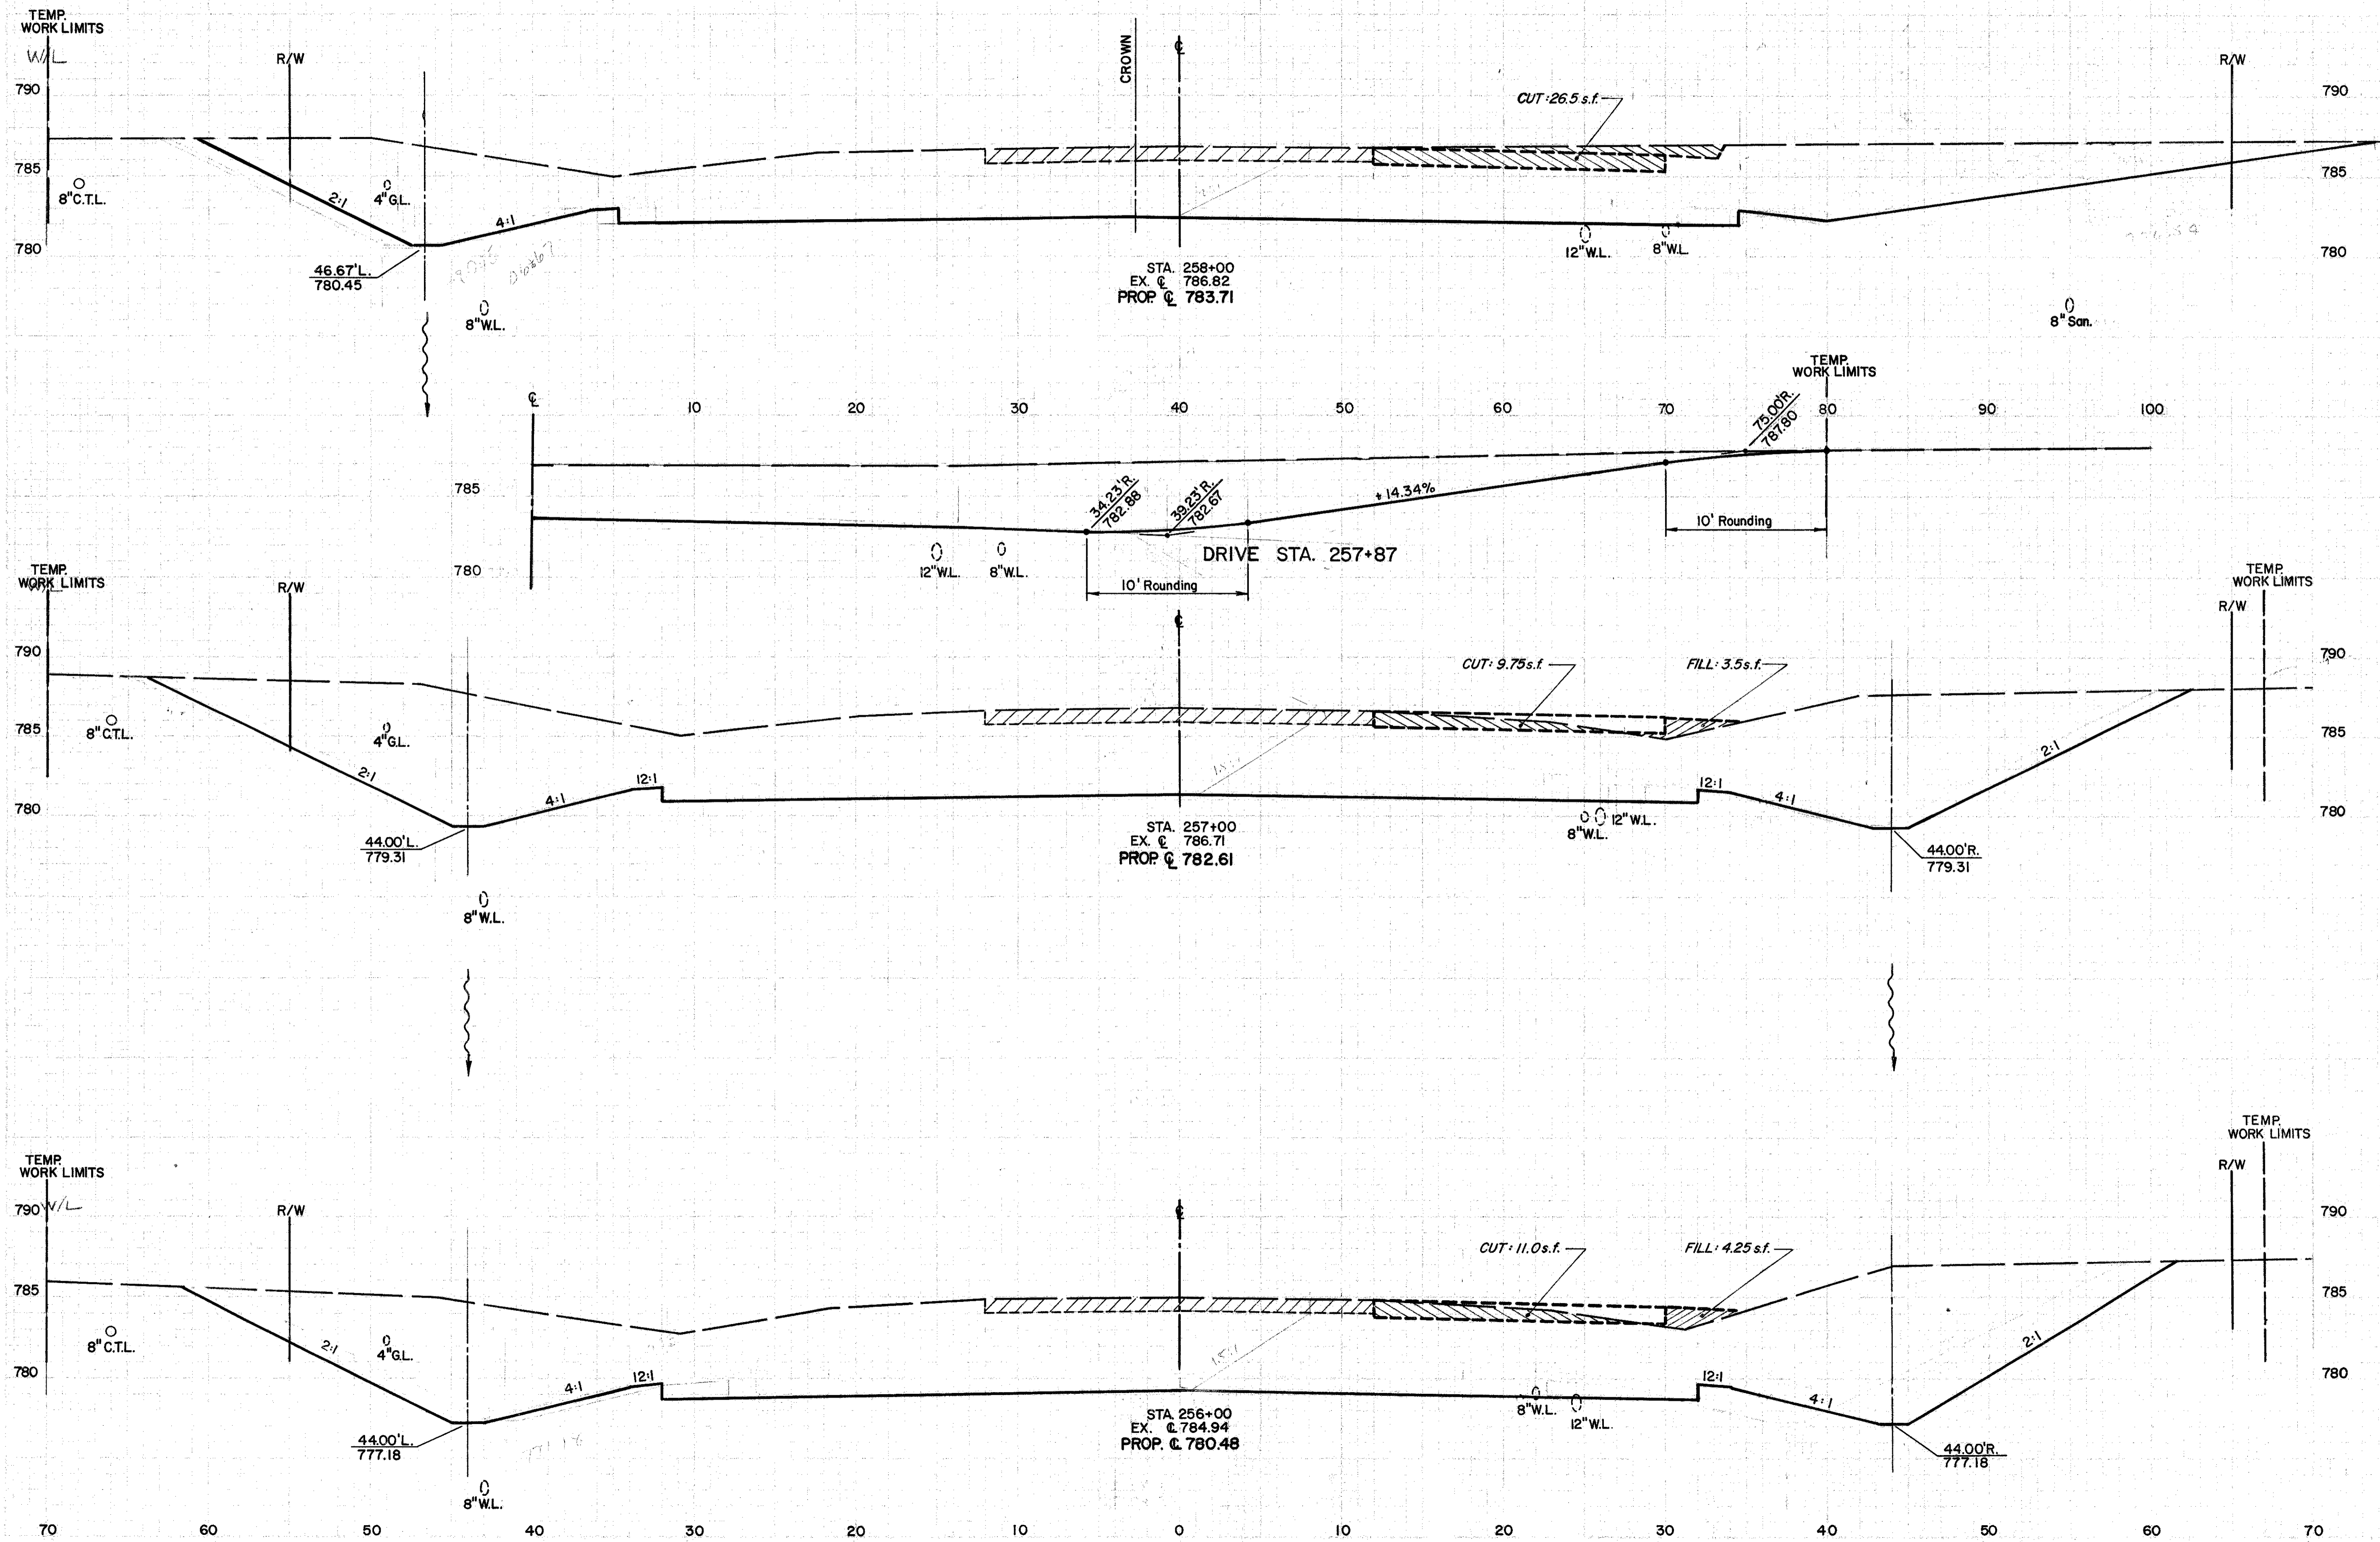 TEMP.
WORK LIMITS
W/L
R/W
CROWN
℄
R/W
790
790
CUT: 26.5 s.f.
785
785
8" C.T.L.
2:1
4" G.L.
4:1
780
780
12" W.L.
8" W.L.
46.67' L.
780.45
STA. 258+00
EX. ℄ 786.82
PROP. ℄ 783.71
8" W.L.
8" San.
TEMP.
WORK LIMITS
℄ 10 20 30 40 50 60 70 80 90 100
75.00' R.
787.80
785
34.23' R.
782.88
39.23' R.
782.67
+14.34%
10' Rounding
780
12" W.L.
8" W.L.
DRIVE STA. 257+87
10' Rounding
TEMP.
WORK LIMITS
W/L
R/W
℄
TEMP.
WORK LIMITS
R/W
790
790
CUT: 9.75 s.f.
FILL: 3.5 s.f.
785
785
8" C.T.L.
4" G.L.
1.5:1
2:1
2:1
4:1
12:1
12:1
4:1
780
780
8" W.L.
12" W.L.
44.00' L.
779.31
STA. 257+00
EX. ℄ 786.71
PROP. ℄ 782.61
44.00' R.
779.31
8" W.L.
TEMP.
WORK LIMITS
TEMP.
WORK LIMITS
R/W
℄
R/W
790 W/L
790
CUT: 11.0 s.f.
FILL: 4.25 s.f.
785
785
8" C.T.L.
2:1
4" G.L.
1.5:1
2:1
780
4:1
12:1
12:1
4:1
780
8" W.L.
12" W.L.
44.00' L.
777.18
777.18
STA. 256+00
EX. ℄ 784.94
PROP. ℄ 780.48
44.00' R.
777.18
8" W.L.
70 60 50 40 30 20 10 0 10 20 30 40 50 60 70